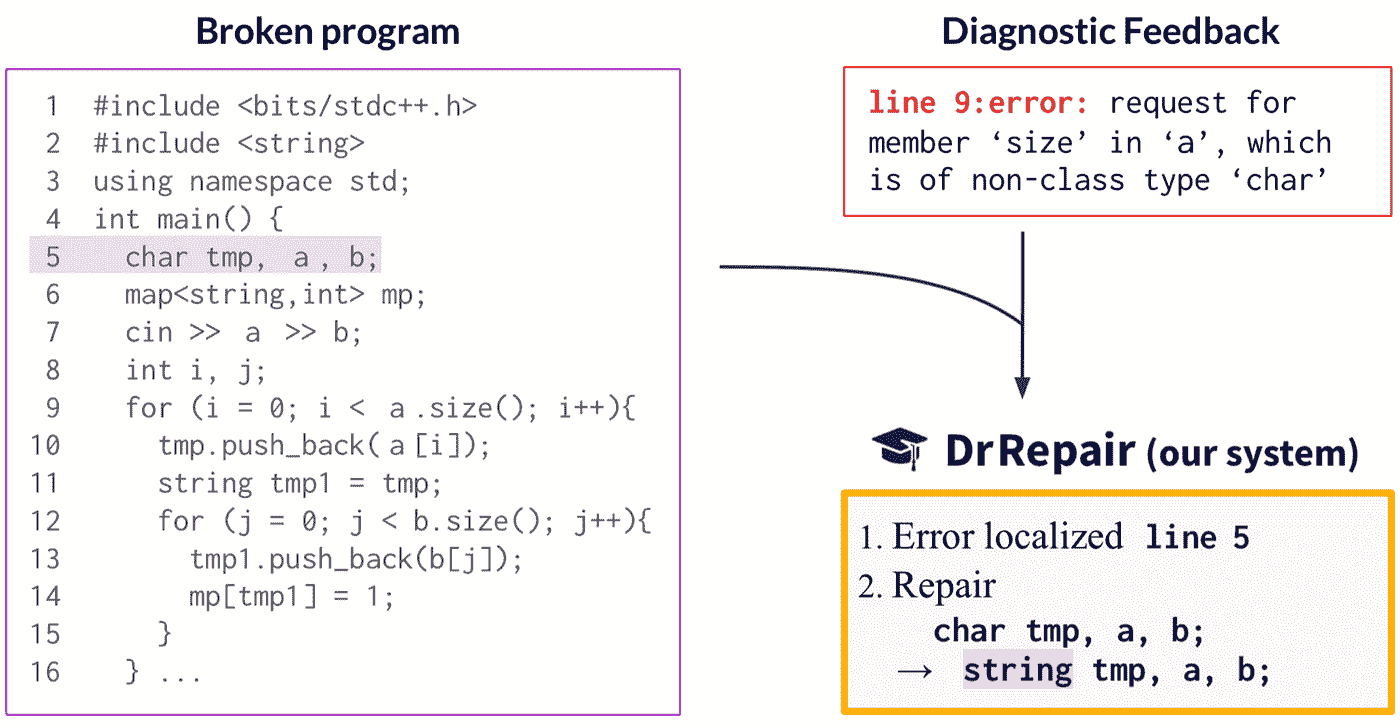 Broken program
1 #include <bits/stdc++.h>
2 #include <string>
3 using namespace std;
4 int main() {
5 char tmp, a , b;
6 map<string,int> mp;
7 cin >> a >> b;
8 int i, j;
9 for (i = 0; i < a .size(); i++){
10 tmp.push_back( a [i]);
11 string tmp1 = tmp;
12 for (j = 0; j < b.size(); j++){
13 tmp1.push_back(b[j]);
14 mp[tmp1] = 1;
15 }
16 } ...
Diagnostic Feedback
line 9:error: request for
member ‘size’ in ‘a’, which
is of non-class type ‘char’
DrRepair (our system)
1. Error localized line 5
2. Repair
char tmp, a, b;
→ string tmp, a, b;